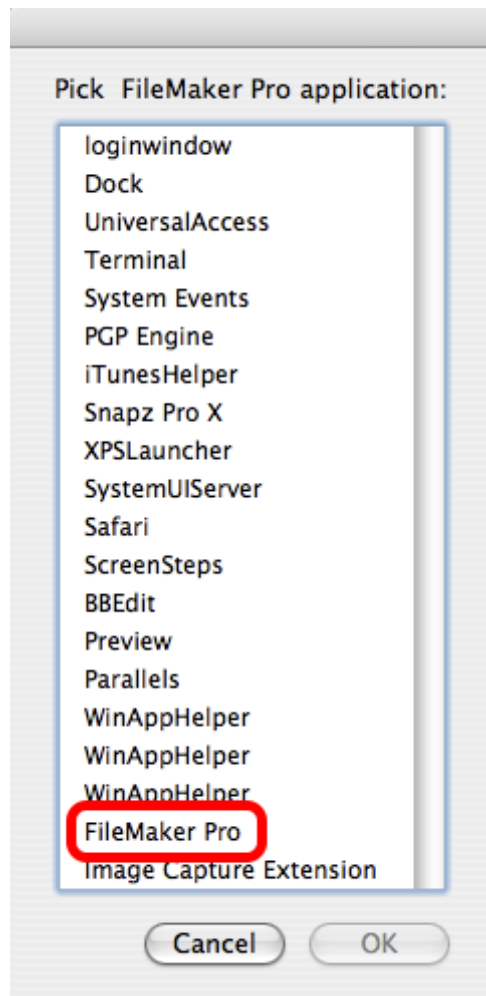 Pick FileMaker Pro application:
loginwindow
Dock
UniversalAccess
Terminal
System Events
PGP Engine
iTunesHelper
Snapz Pro X
XPSLauncher
SystemUIServer
Safari
ScreenSteps
BBEdit
Preview
Parallels
WinAppHelper
WinAppHelper
WinAppHelper
FileMaker Pro
Image Capture Extension
Cancel OK